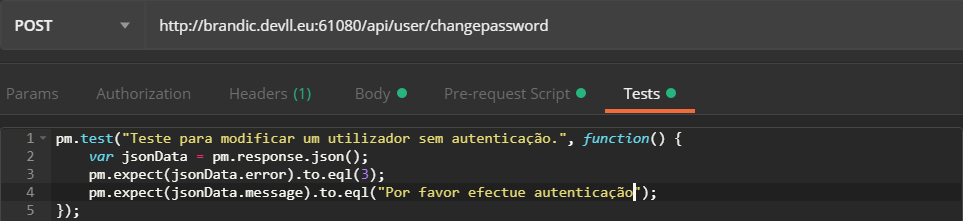 POST http://brandic.devll.eu:61080/api/user/changepassword
Params Authorization Headers (1) Body Pre-request Script Tests
1 pm.test("Teste para modificar um utilizador sem autenticação.", function() {
2 var jsonData = pm.response.json();
3 pm.expect(jsonData.error).to.eql(3);
4 pm.expect(jsonData.message).to.eql("Por favor efectue autenticação");
5 });